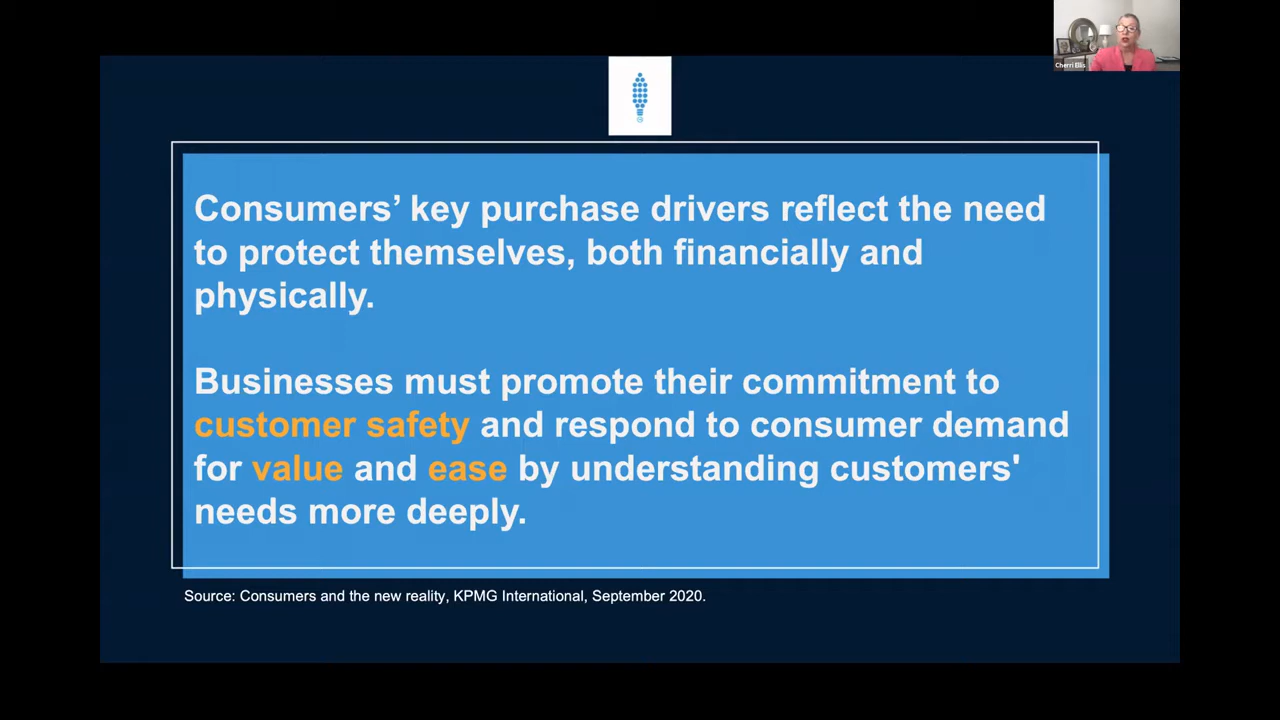 Cherri Ellis
Consumers’ key purchase drivers reflect the need
to protect themselves, both financially and
physically.
Businesses must promote their commitment to
customer safety and respond to consumer demand
for value and ease by understanding customers'
needs more deeply.
Source: Consumers and the new reality, KPMG International, September 2020.